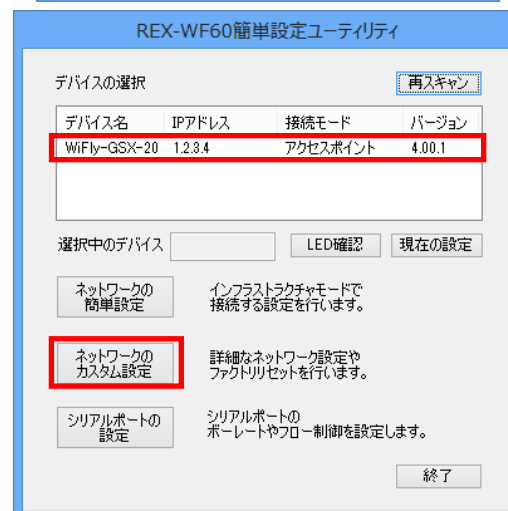 REX-WF60簡単設定ユーティリティ
デバイスの選択
再スキャン
デバイス名 IPアドレス 接続モード バージョン
WiFly-GSX-20 1.2.3.4 アクセスポイント 4.00.1
選択中のデバイス
LED確認
現在の設定
ネットワークの
簡単設定
インフラストラクチャモードで
接続する設定を行います。
ネットワークの
カスタム設定
詳細なネットワーク設定や
ファクトリリセットを行います。
シリアルポートの
設定
シリアルポートの
ボーレートやフロー制御を設定します。
終了